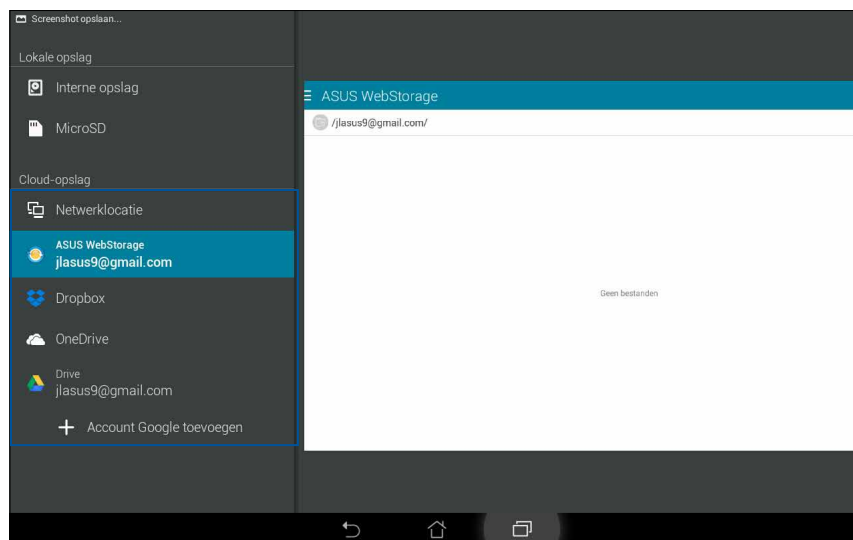 Screenshot opslaan...
Lokale opslag
Interne opslag
MicroSD
Cloud-opslag
Netwerklocatie
ASUS WebStorage
jlasus9@gmail.com
Dropbox
OneDrive
Drive
jlasus9@gmail.com
Account Google toevoegen
ASUS WebStorage
/jlasus9@gmail.com/
Geen bestanden